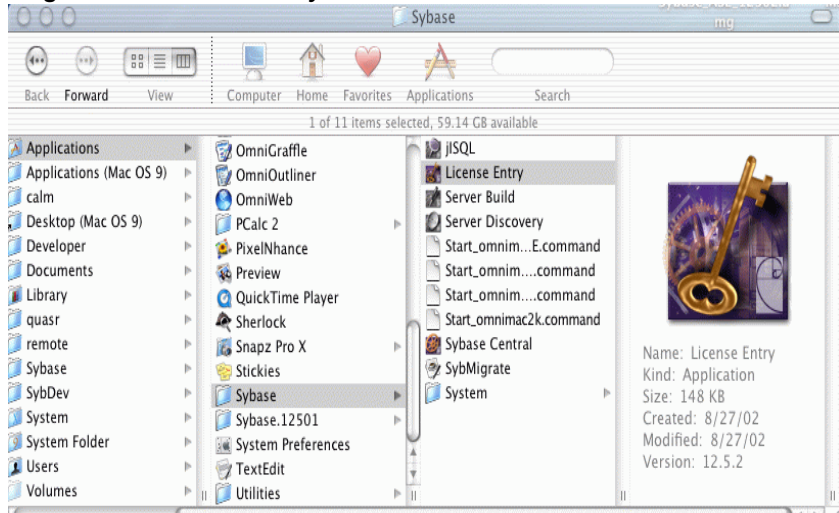 Sybase
Back Forward View Computer Home Favorites Applications Search
1 of 11 items selected, 59.14 GB available
Applications
Applications (Mac OS 9)
calm
Desktop (Mac OS 9)
Developer
Documents
Library
quasr
remote
Sybase
SybDev
System
System Folder
Users
Volumes
OmniGraffle
OmniOutliner
OmniWeb
PCalc 2
PixelNhance
Preview
QuickTime Player
Sherlock
Snapz Pro X
Stickies
Sybase
Sybase.12501
System Preferences
TextEdit
Utilities
jISQL
License Entry
Server Build
Server Discovery
Start_omnim...E.command
Start_omnim....command
Start_omnim....command
Start_omnimac2k.command
Sybase Central
SybMigrate
System
Name: License Entry
Kind: Application
Size: 148 KB
Created: 8/27/02
Modified: 8/27/02
Version: 12.5.2